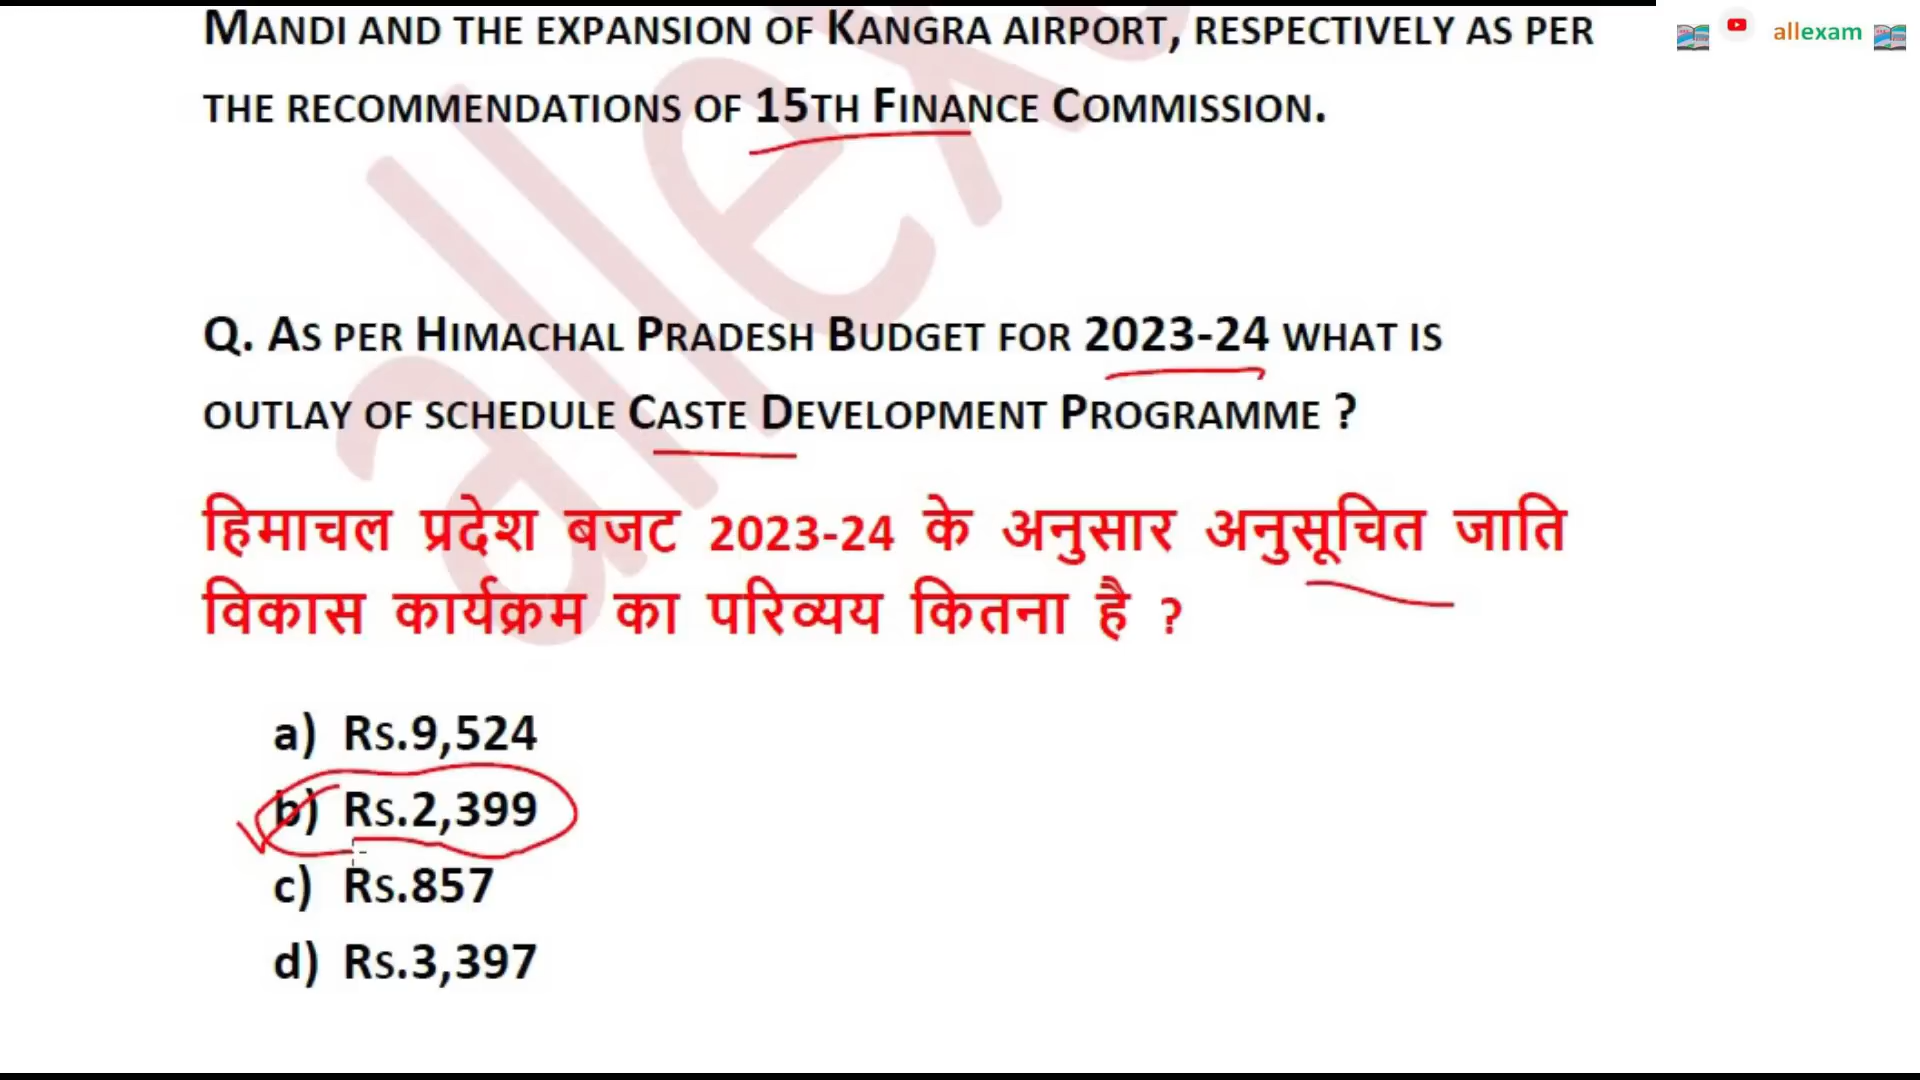 MANDI AND THE EXPANSION OF KANGRA AIRPORT, RESPECTIVELY AS PER
allexam
THE RECOMMENDATIONS OF 15TH FINANCE COMMISSION.
allexa
Q. AS PER HIMACHAL PRADESH BUDGET FOR 2023-24 WHAT IS
OUTLAY OF SCHEDULE CASTE DEVELOPMENT PROGRAMME ?
हिमाचल प्रदेश बजट 2023-24 के अनुसार अनुसूचित जाति
विकास कार्यक्रम का परिव्यय कितना है ?
a) RS.9,524
b) RS.2,399
c) RS.857
d) RS.3,397